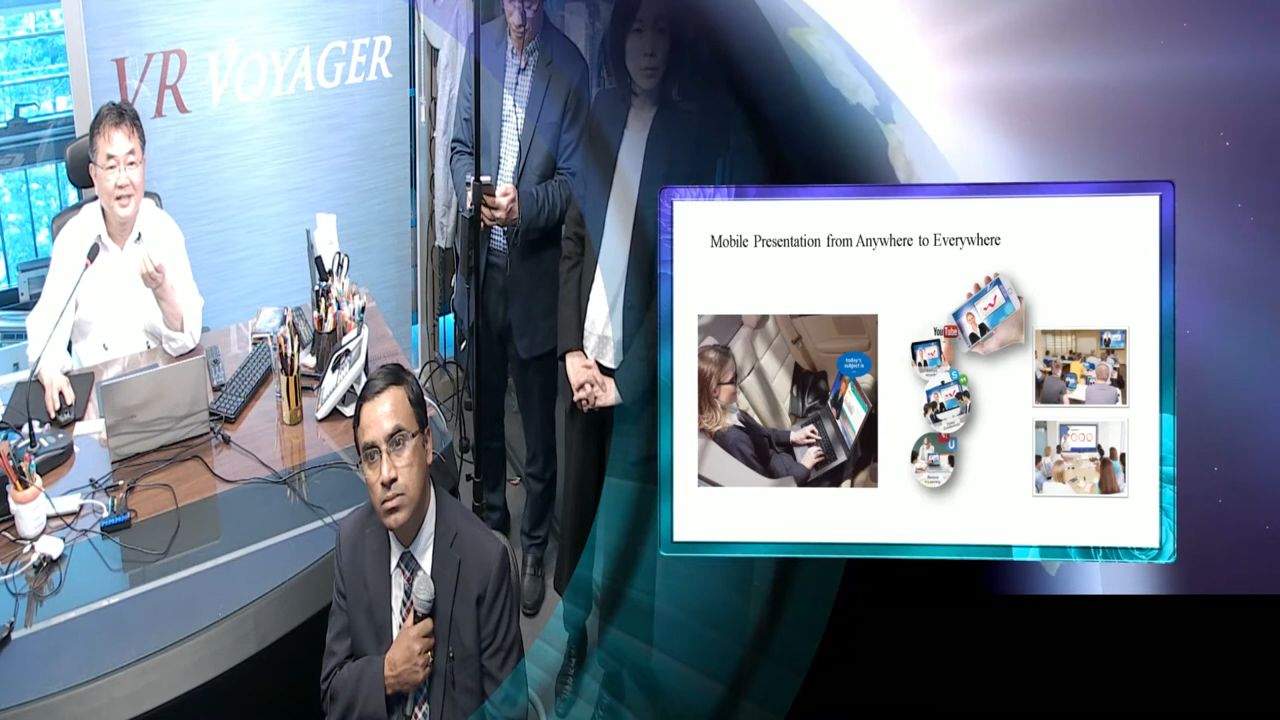 VR VOYAGER
Mobile Presentation from Anywhere to Everywhere
today's
subject is
YouTube